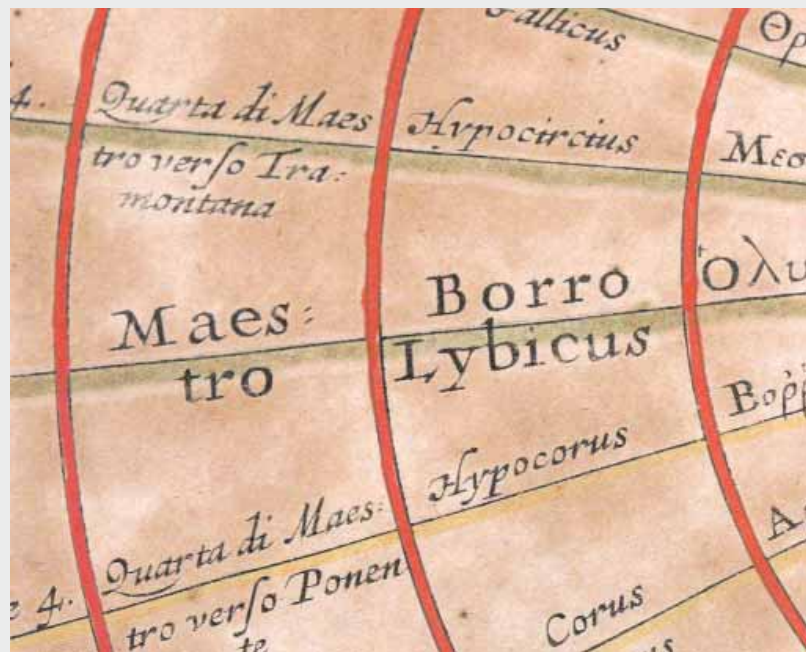 Gallicus
4. Quarta di Maes
tro verſo Tra:
montana
Hypocircius
Maes:
tro
Borro
Lybicus
4. Quarta di Maes:
tro verſo Ponen
te
Hypocorus
Corus